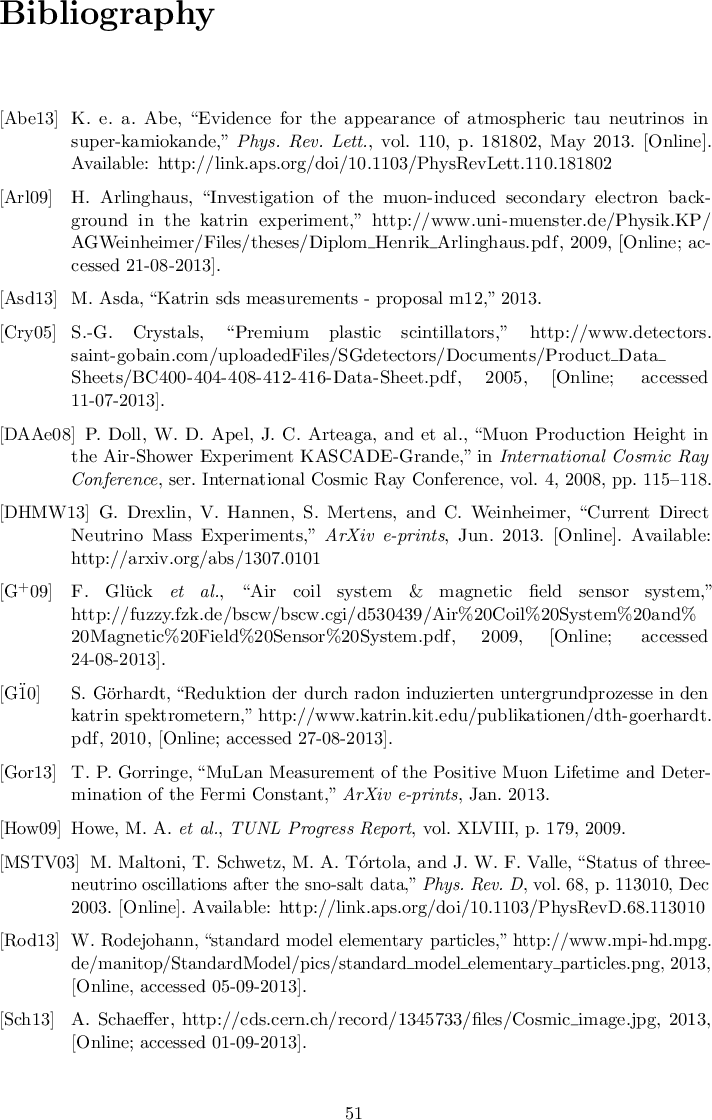 Bibliography
[Abe13] K. e. a. Abe, “Evidence for the appearance of atmospheric tau neutrinos in
super-kamiokande,” Phys. Rev. Lett., vol. 110, p. 181802, May 2013. [Online].
Available: http://link.aps.org/doi/10.1103/PhysRevLett.110.181802
[Arl09] H. Arlinghaus, “Investigation of the muon-induced secondary electron back-
ground in the katrin experiment,” http://www.uni-muenster.de/Physik.KP/
AGWeinheimer/Files/theses/Diplom_Henrik_Arlinghaus.pdf, 2009, [Online; ac-
cessed 21-08-2013].
[Asd13] M. Asda, “Katrin sds measurements - proposal m12,” 2013.
[Cry05] S.-G. Crystals, “Premium plastic scintillators,” http://www.detectors.
saint-gobain.com/uploadedFiles/SGdetectors/Documents/Product_Data_
Sheets/BC400-404-408-412-416-Data-Sheet.pdf, 2005, [Online; accessed
11-07-2013].
[DAAe08] P. Doll, W. D. Apel, J. C. Arteaga, and et al., “Muon Production Height in
the Air-Shower Experiment KASCADE-Grande,” in International Cosmic Ray
Conference, ser. International Cosmic Ray Conference, vol. 4, 2008, pp. 115–118.
[DHMW13] G. Drexlin, V. Hannen, S. Mertens, and C. Weinheimer, “Current Direct
Neutrino Mass Experiments,” ArXiv e-prints, Jun. 2013. [Online]. Available:
http://arxiv.org/abs/1307.0101
[G+09] F. Glück et al., “Air coil system & magnetic field sensor system,”
http://fuzzy.fzk.de/bscw/bscw.cgi/d530439/Air%20Coil%20System%20and%
20Magnetic%20Field%20Sensor%20System.pdf, 2009, [Online; accessed
24-08-2013].
[G1̈0] S. Görhardt, “Reduktion der durch radon induzierten untergrundprozesse in den
katrin spektrometern,” http://www.katrin.kit.edu/publikationen/dth-goerhardt.
pdf, 2010, [Online; accessed 27-08-2013].
[Gor13] T. P. Gorringe, “MuLan Measurement of the Positive Muon Lifetime and Deter-
mination of the Fermi Constant,” ArXiv e-prints, Jan. 2013.
[How09] Howe, M. A. et al., TUNL Progress Report, vol. XLVIII, p. 179, 2009.
[MSTV03] M. Maltoni, T. Schwetz, M. A. Tórtola, and J. W. F. Valle, “Status of three-
neutrino oscillations after the sno-salt data,” Phys. Rev. D, vol. 68, p. 113010, Dec
2003. [Online]. Available: http://link.aps.org/doi/10.1103/PhysRevD.68.113010
[Rod13] W. Rodejohann, “standard model elementary particles,” http://www.mpi-hd.mpg.
de/manitop/StandardModel/pics/standard_model_elementary_particles.png, 2013,
[Online, accessed 05-09-2013].
[Sch13] A. Schaeffer, http://cds.cern.ch/record/1345733/files/Cosmic_image.jpg, 2013,
[Online; accessed 01-09-2013].
51